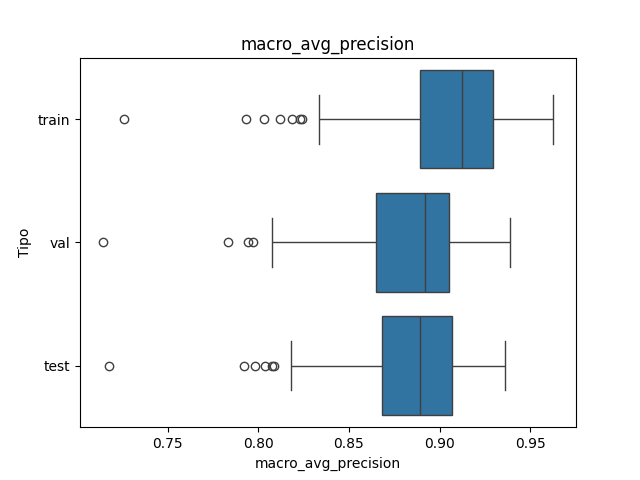 macro_avg_precision
train
val
test
Tipo
0.75 0.80 0.85 0.90 0.95
macro_avg_precision